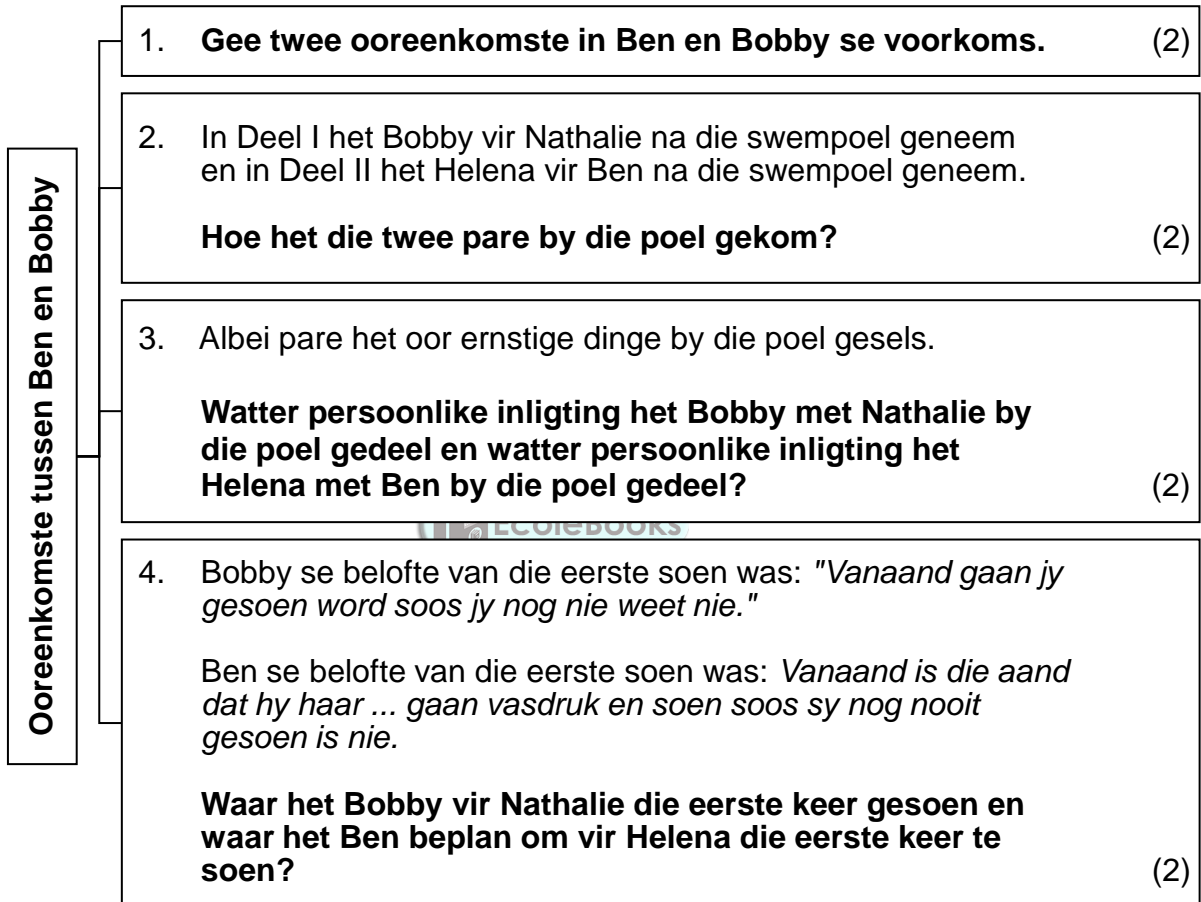 Ooreenkomste tussen Ben en Bobby
1. Gee twee ooreenkomste in Ben en Bobby se voorkoms. (2)
2. In Deel I het Bobby vir Nathalie na die swempoel geneem
en in Deel II het Helena vir Ben na die swempoel geneem.
Hoe het die twee pare by die poel gekom? (2)
3. Albei pare het oor ernstige dinge by die poel gesels.
Watter persoonlike inligting het Bobby met Nathalie by
die poel gedeel en watter persoonlike inligting het
Helena met Ben by die poel gedeel? (2)
EcoleBooks
4. Bobby se belofte van die eerste soen was: "Vanaand gaan jy
gesoen word soos jy nog nie weet nie."
Ben se belofte van die eerste soen was: Vanaand is die aand
dat hy haar ... gaan vasdruk en soen soos sy nog nooit
gesoen is nie.
Waar het Bobby vir Nathalie die eerste keer gesoen en
waar het Ben beplan om vir Helena die eerste keer te
soen? (2)